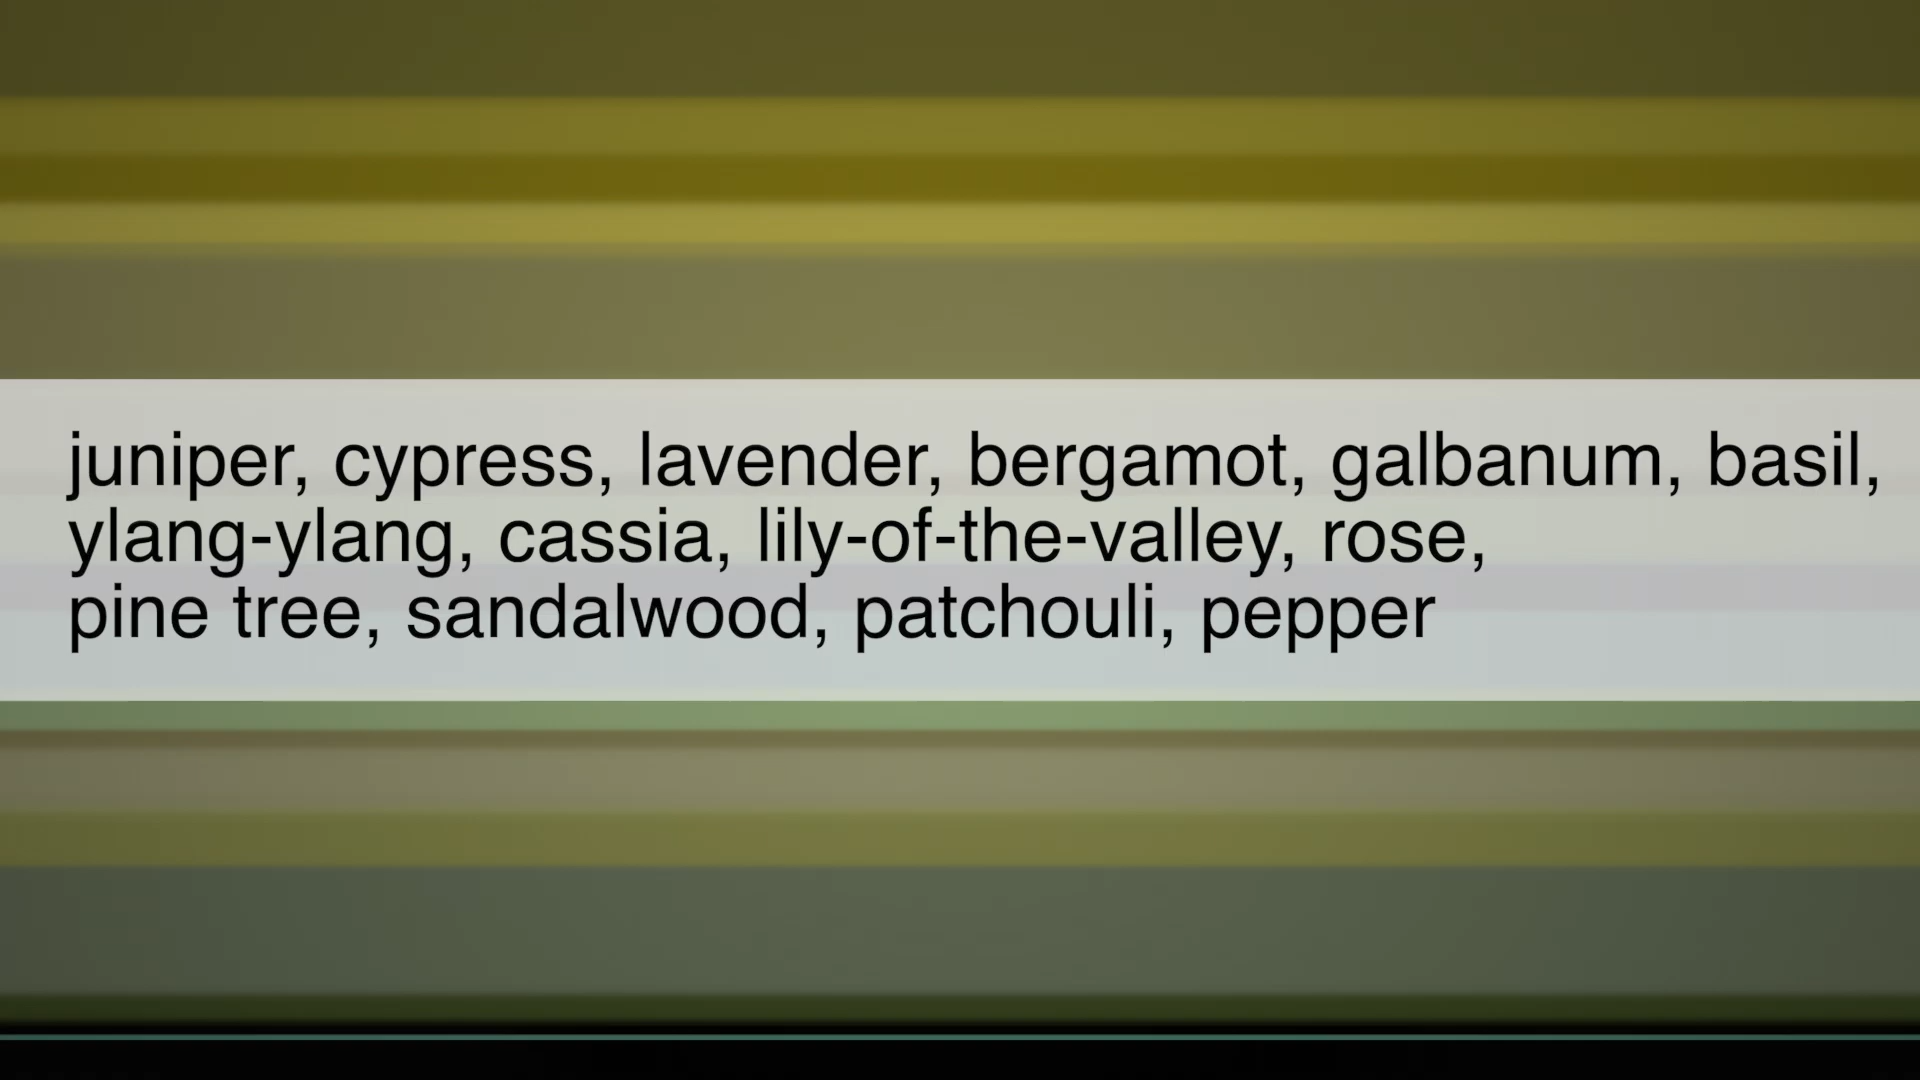 juniper, cypress, lavender, bergamot, galbanum, basil,
ylang-ylang, cassia, lily-of-the-valley, rose,
pine tree, sandalwood, patchouli, pepper